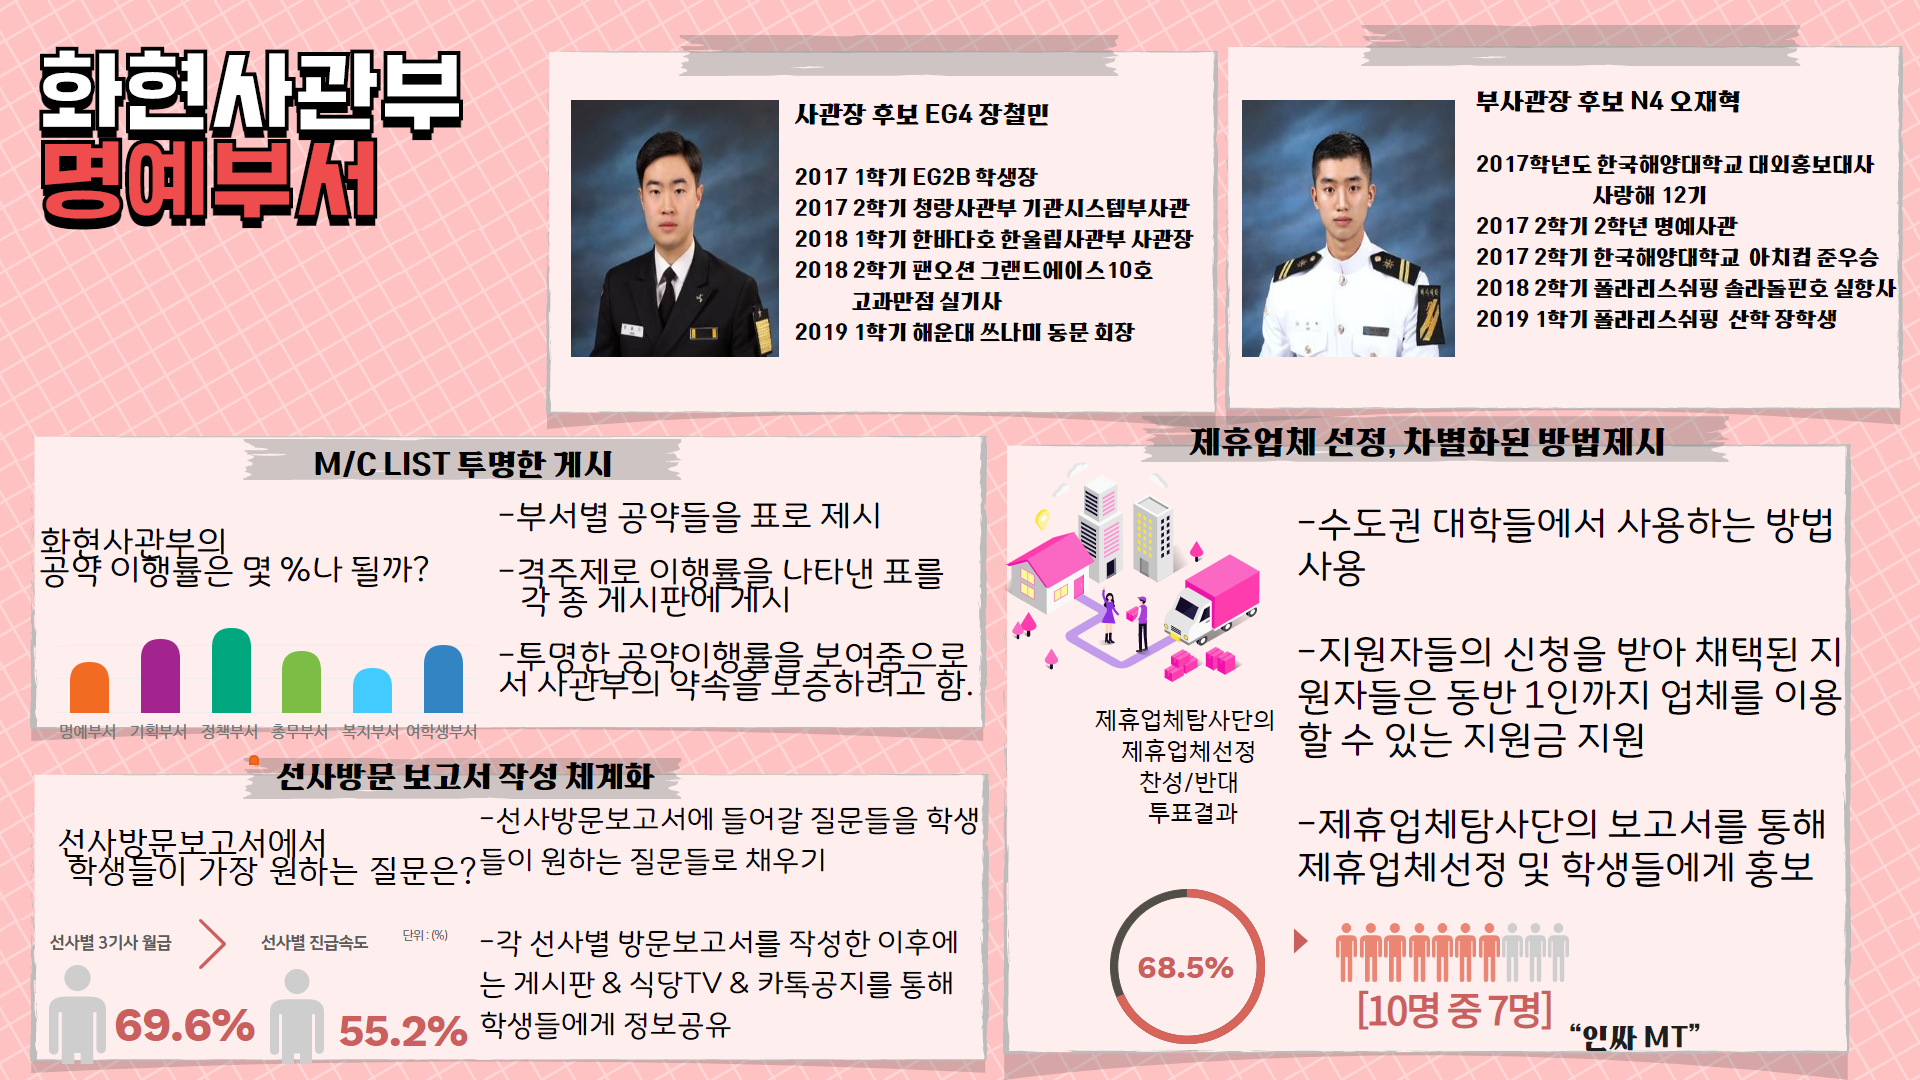 화현사관부
명예부서
사관장 후보 EG4 장철민
2017 1학기 EG2B 학생장
2017 2학기 청랑사관부 기관시스템부사관
2018 1학기 한바다호 한울림사관부 사관장
2018 2학기 팬오션 그랜드에이스10호
고과만점 실기사
2019 1학기 해운대 쓰나미 동문 회장
부사관장 후보 N4 오재혁
2017학년도 한국해양대학교 대외홍보대사
사랑해 12기
2017 2학기 2학년 명예사관
2017 2학기 한국해양대학교 아치컵 준우승
2018 2학기 폴라리스쉬핑 솔라돌핀호 실항사
2019 1학기 폴라리스쉬핑 산학 장학생
M/C LIST 투명한 게시
화현사관부의
공약 이행률은 몇 %나 될까?
명예부서 기획부서 정책부서 총무부서 복지부서 여학생부서
-부서별 공약들을 표로 제시
-격주제로 이행률을 나타낸 표를
각 종 게시판에 게시
-투명한 공약이행률을 보여줌으로
서 사관부의 약속을 보증하려고 함.
선사방문 보고서 작성 체계화
선사방문보고서에서
학생들이 가장 원하는 질문은?
선사별 3기사 월급
선사별 진급속도
단위 : (%)
69.6%
55.2%
-선사방문보고서에 들어갈 질문들을 학생
들이 원하는 질문들로 채우기
-각 선사별 방문보고서를 작성한 이후에
는 게시판 & 식당TV & 카톡공지를 통해
학생들에게 정보공유
제휴업체 선정, 차별화된 방법제시
제휴업체탐사단의
제휴업체선정
찬성/반대
투표결과
68.5%
-수도권 대학들에서 사용하는 방법
사용
-지원자들의 신청을 받아 채택된 지
원자들은 동반 1인까지 업체를 이용
할 수 있는 지원금 지원
-제휴업체탐사단의 보고서를 통해
제휴업체선정 및 학생들에게 홍보
[10명 중 7명]
“인싸 MT”